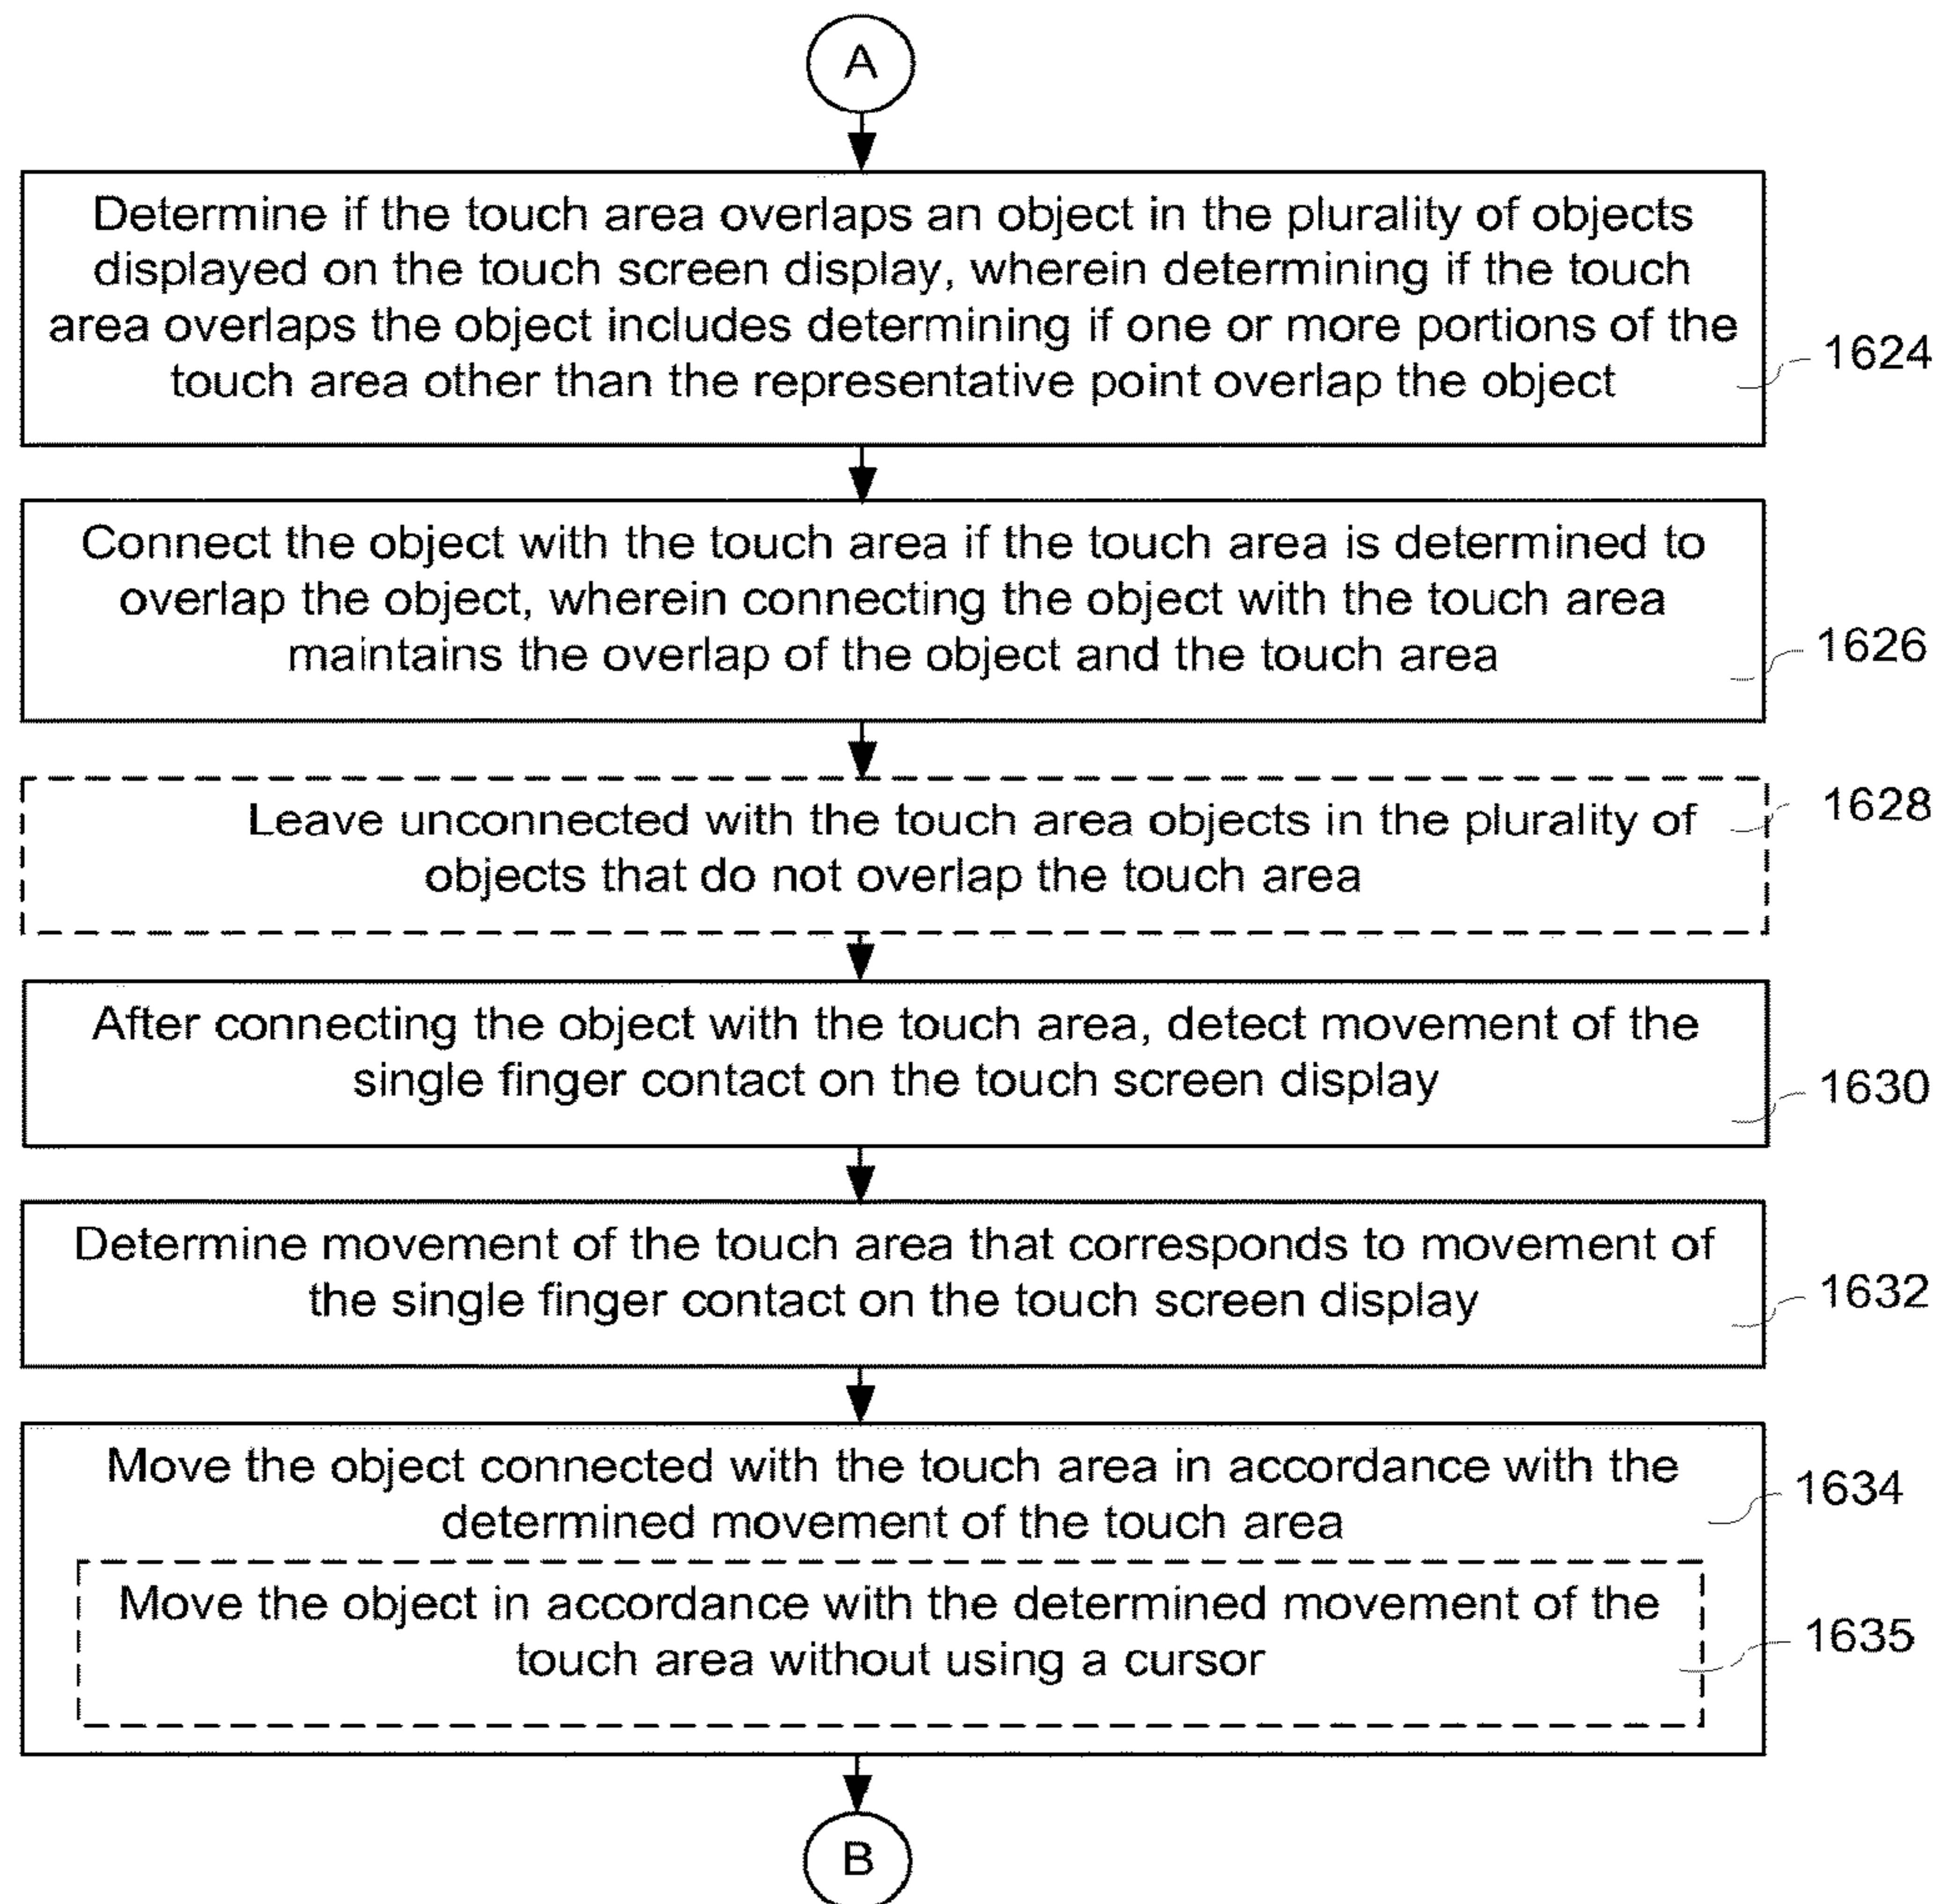 A
Determine if the touch area overlaps an object in the plurality of objects
displayed on the touch screen display, wherein determining if the touch
area overlaps the object includes determining if one or more portions of the
touch area other than the representative point overlap the object
1624
Connect the object with the touch area if the touch area is determined to
overlap the object, wherein connecting the object with the touch area
maintains the overlap of the object and the touch area
1626
Leave unconnected with the touch area objects in the plurality of
objects that do not overlap the touch area
1628
After connecting the object with the touch area, detect movement of the
single finger contact on the touch screen display
1630
Determine movement of the touch area that corresponds to movement of
the single finger contact on the touch screen display
1632
Move the object connected with the touch area in accordance with the
determined movement of the touch area
1634
Move the object in accordance with the determined movement of the
touch area without using a cursor
1635
B